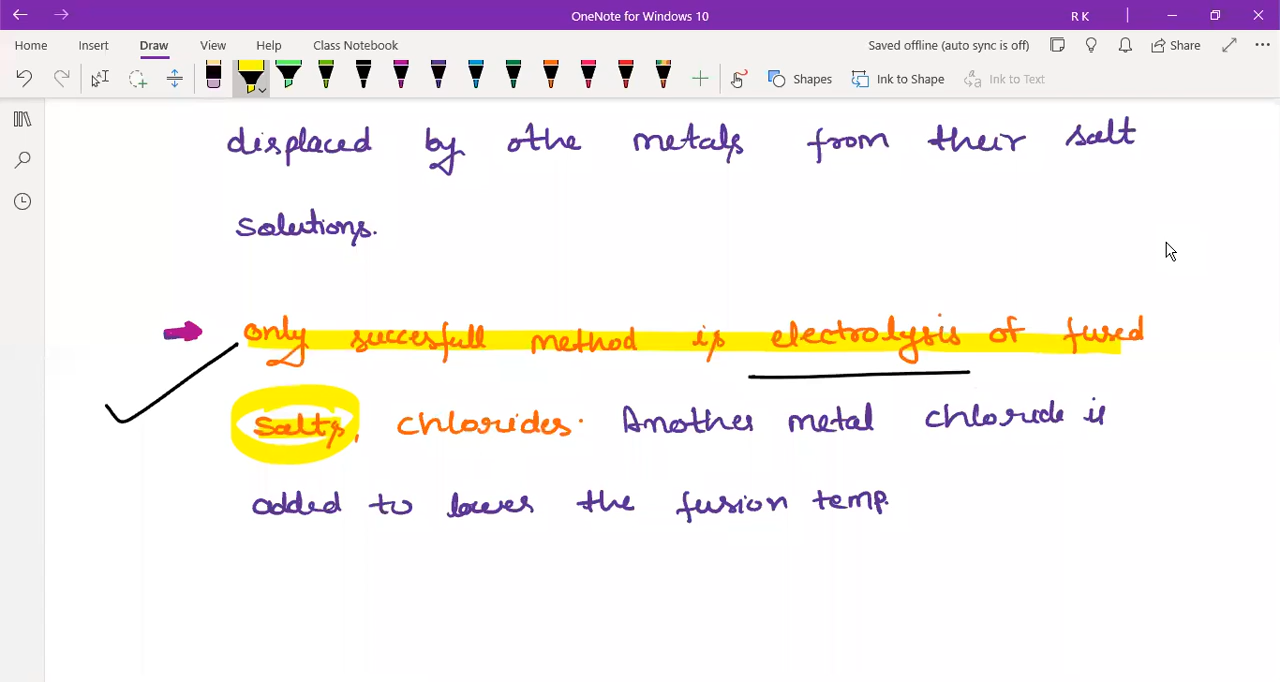 OneNote for Windows 10
R K
Home Insert Draw View Help Class Notebook
Saved offline (auto sync is off) Share
Shapes Ink to Shape Ink to Text
displaced by othe metals from their salt
solutions.
only succesfull method is electrolysis of fused
salts, chlorides. Another metal chloride is
added to lower the fusion temp.